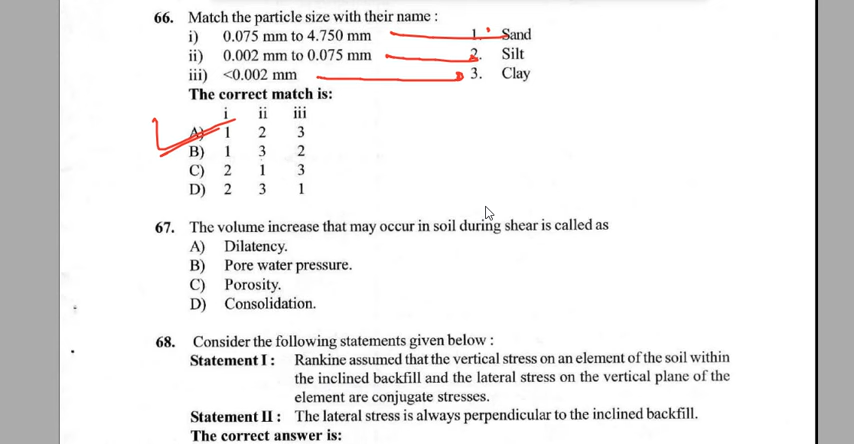 66. Match the particle size with their name :
i) 0.075 mm to 4.750 mm 1. Sand
ii) 0.002 mm to 0.075 mm 2. Silt
iii) <0.002 mm 3. Clay
The correct match is:
i ii iii
A) 1 2 3
B) 1 3 2
C) 2 1 3
D) 2 3 1
67. The volume increase that may occur in soil during shear is called as
A) Dilatency.
B) Pore water pressure.
C) Porosity.
D) Consolidation.
68. Consider the following statements given below :
Statement I : Rankine assumed that the vertical stress on an element of the soil within
the inclined backfill and the lateral stress on the vertical plane of the
element are conjugate stresses.
Statement II : The lateral stress is always perpendicular to the inclined backfill.
The correct answer is: